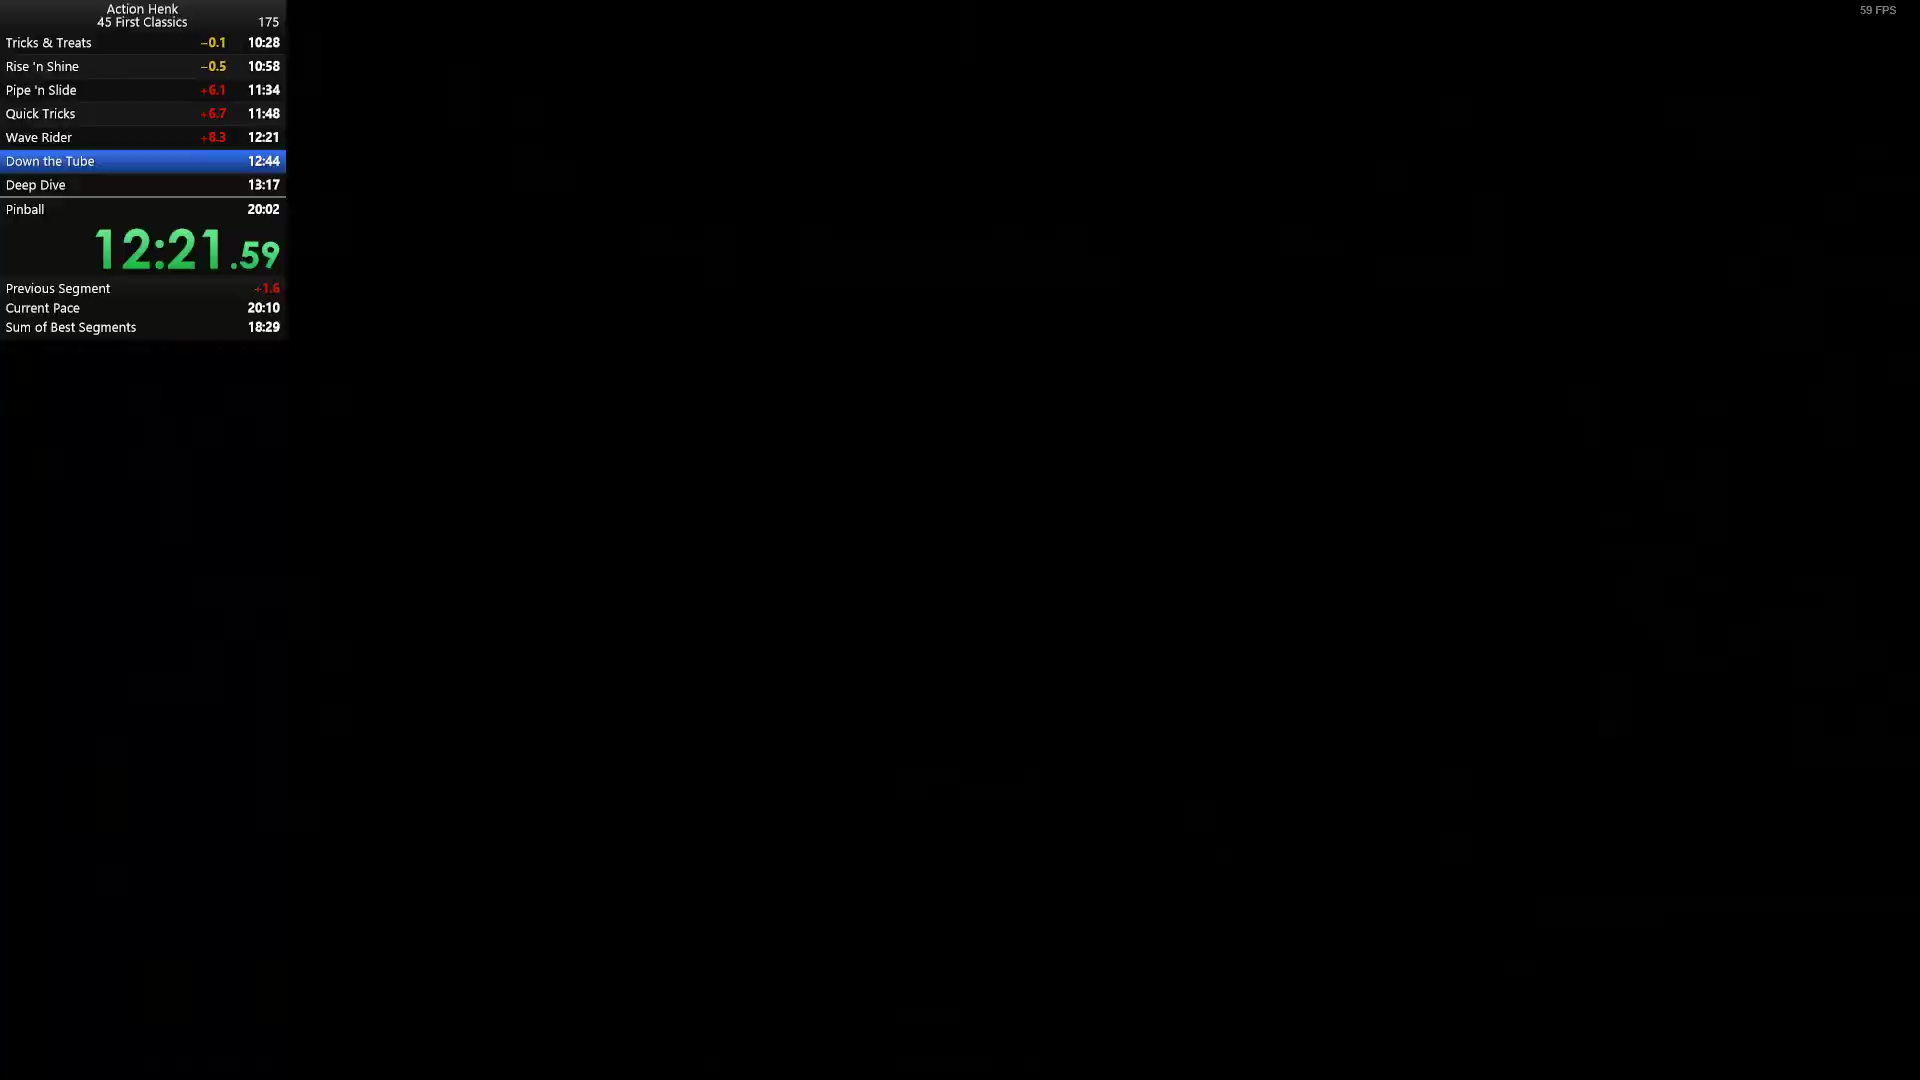 Action Henk
45 First Classics 175
Tricks & Treats −0.1 10:28
Rise 'n Shine −0.5 10:58
Pipe 'n Slide +6.1 11:34
Quick Tricks +6.7 11:48
Wave Rider +8.3 12:21
Down the Tube 12:44
Deep Dive 13:17
Pinball 20:02
12:21.59
Previous Segment +1.6
Current Pace 20:10
Sum of Best Segments 18:29
59 FPS